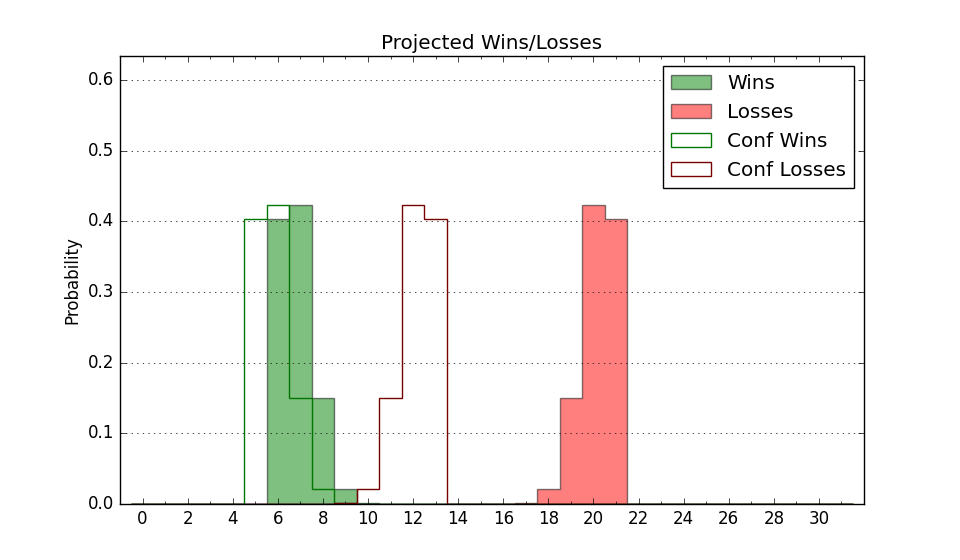 Projected Wins/Losses
Wins
Losses
Conf Wins
Conf Losses
Probability
0.6
0.5
0.4
0.3
0.2
0.1
0.0
0 2 4 6 8 10 12 14 16 18 20 22 24 26 28 30